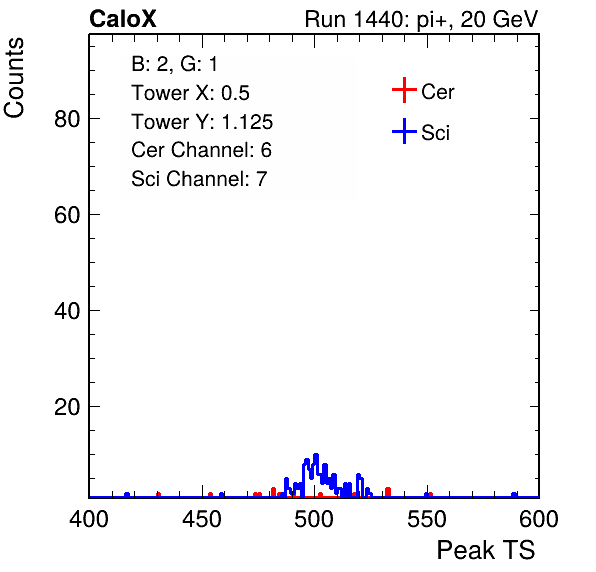 CaloX
Run 1440: pi+, 20 GeV
Counts
B: 2, G: 1
Tower X: 0.5
Tower Y: 1.125
Cer Channel: 6
Sci Channel: 7
Cer
Sci
80
60
40
20
400
450
500
550
600
Peak TS